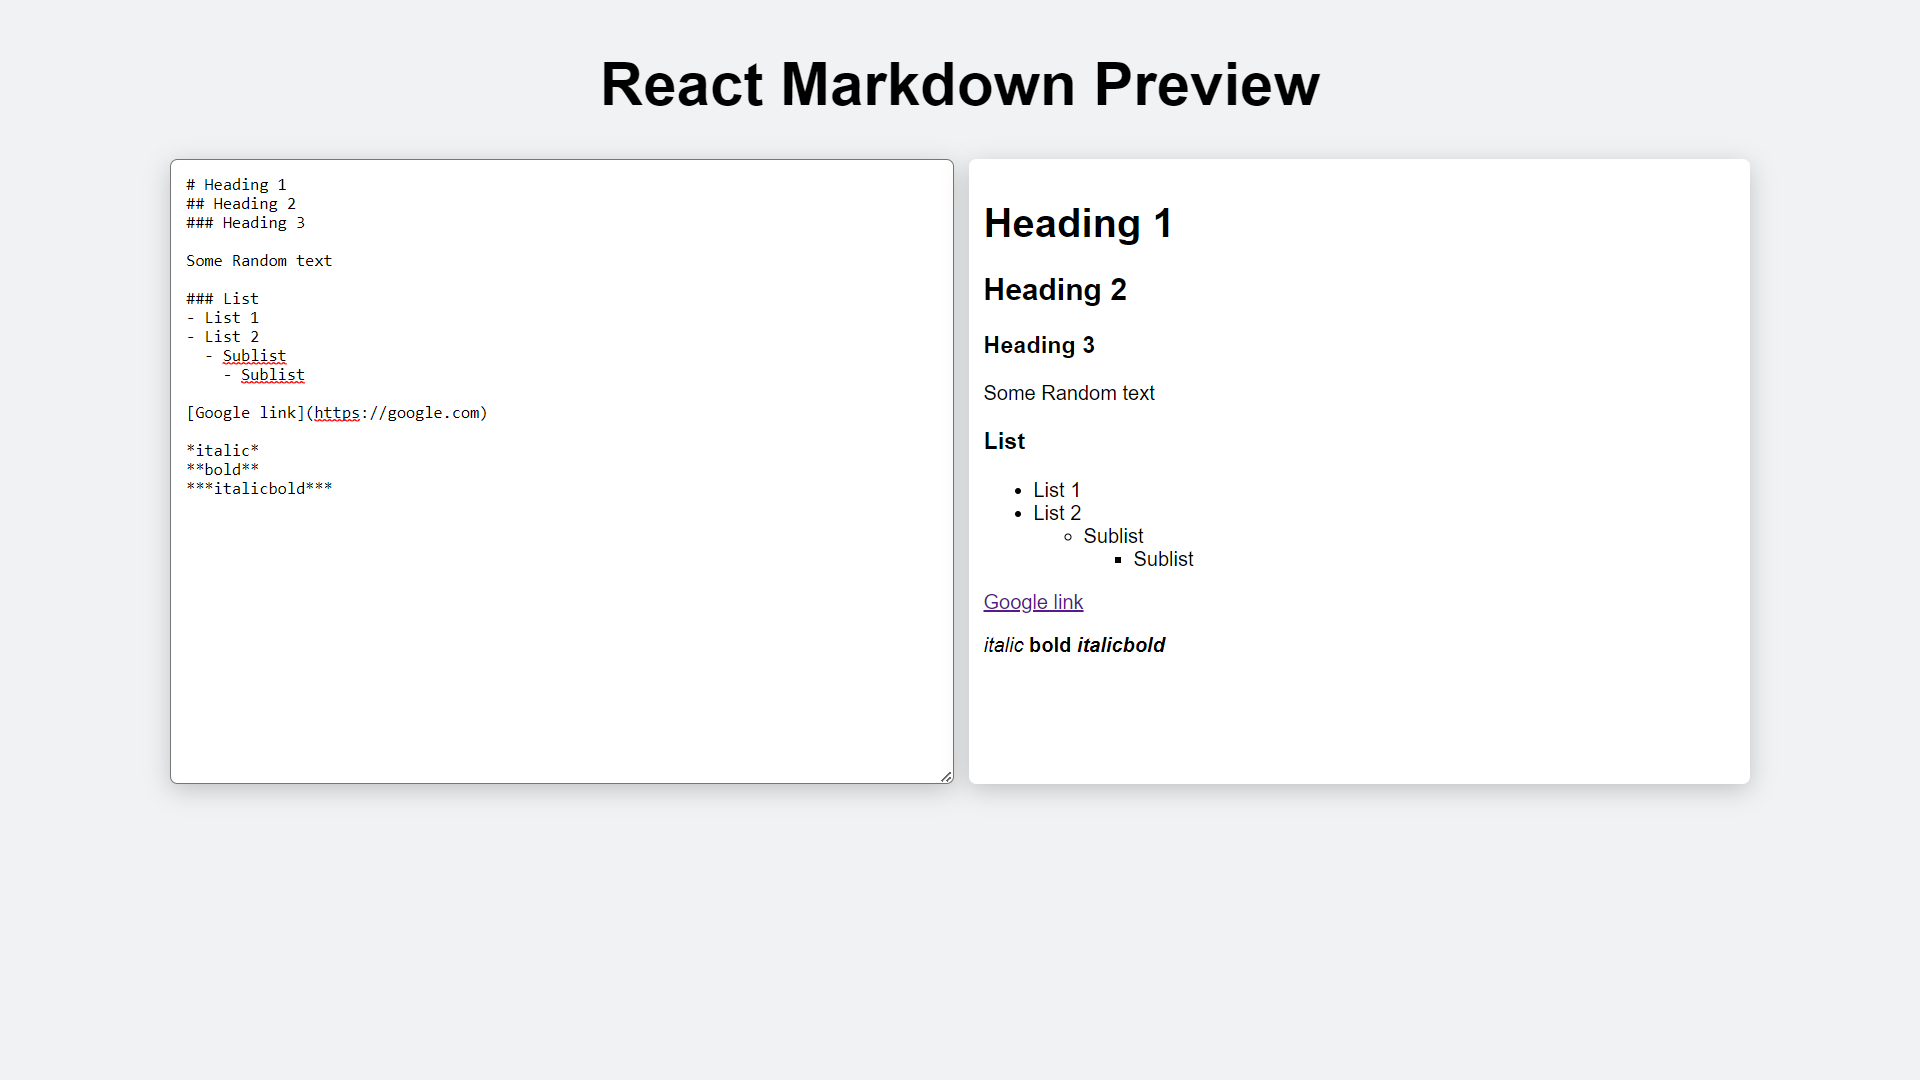 React Markdown Preview
# Heading 1
## Heading 2
### Heading 3
Some Random text
### List
- List 1
- List 2
  - Sublist
    - Sublist
[Google link](https://google.com)
*italic*
**bold**
***italicbold***
Heading 1
Heading 2
Heading 3
Some Random text
List
• List 1
• List 2
◦ Sublist
▪ Sublist
Google link
italic bold italicbold